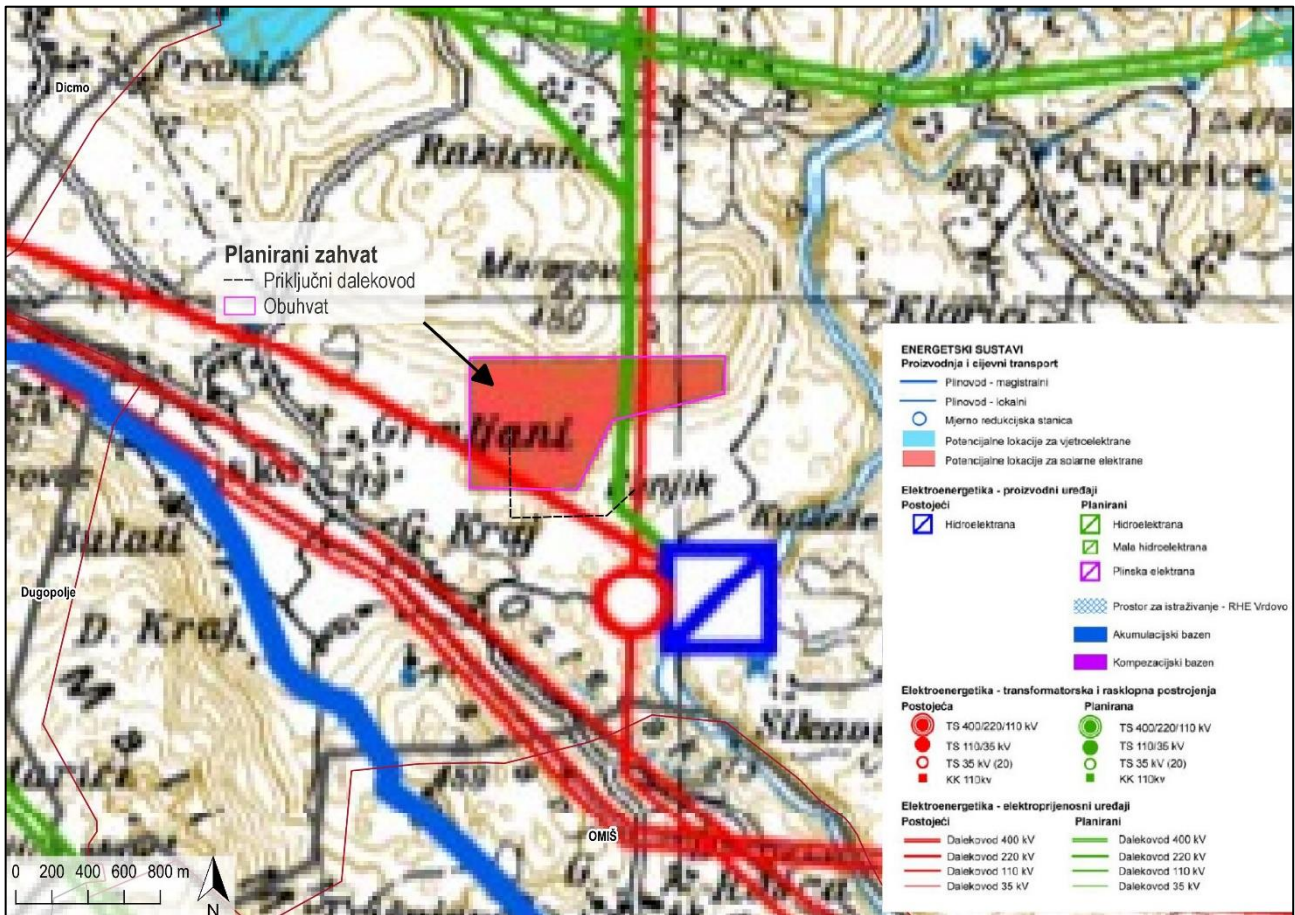 Dicmo
Rakićani
403
Čaporice
Planirani zahvat
Priključni dalekovod
Obuhvat
480
Klarići
G. Kraj
Bulati
Dugopolje
D. Kraj
OMIŠ
0 200 400 600 800 m
N
ENERGETSKI SUSTAVI
Proizvodnja i cijevni transport
Plinovod - magistralni
Plinovod - lokalni
Mjerno redukcijska stanica
Potencijalne lokacije za vjetroelektrane
Potencijalne lokacije za solarne elektrane
Elektroenergetika - proizvodni uređaji
Postojeći
Planirani
Hidroelektrana
Hidroelektrana
Mala hidroelektrana
Plinska elektrana
Prostor za istraživanje - RHE Vrdovo
Akumulacijski bazen
Kompezacijski bazen
Elektroenergetika - transformatorska i rasklopna postrojenja
Postojeća
Planirana
TS 400/220/110 kV
TS 400/220/110 kV
TS 110/35 kV
TS 110/35 kV
TS 35 kV (20)
TS 35 kV (20)
KK 110kv
KK 110kv
Elektroenergetika - elektroprijenosni uređaji
Postojeći
Planirani
Dalekovod 400 kV
Dalekovod 400 kV
Dalekovod 220 kV
Dalekovod 220 kV
Dalekovod 110 kV
Dalekovod 110 kV
Dalekovod 35 kV
Dalekovod 35 kV